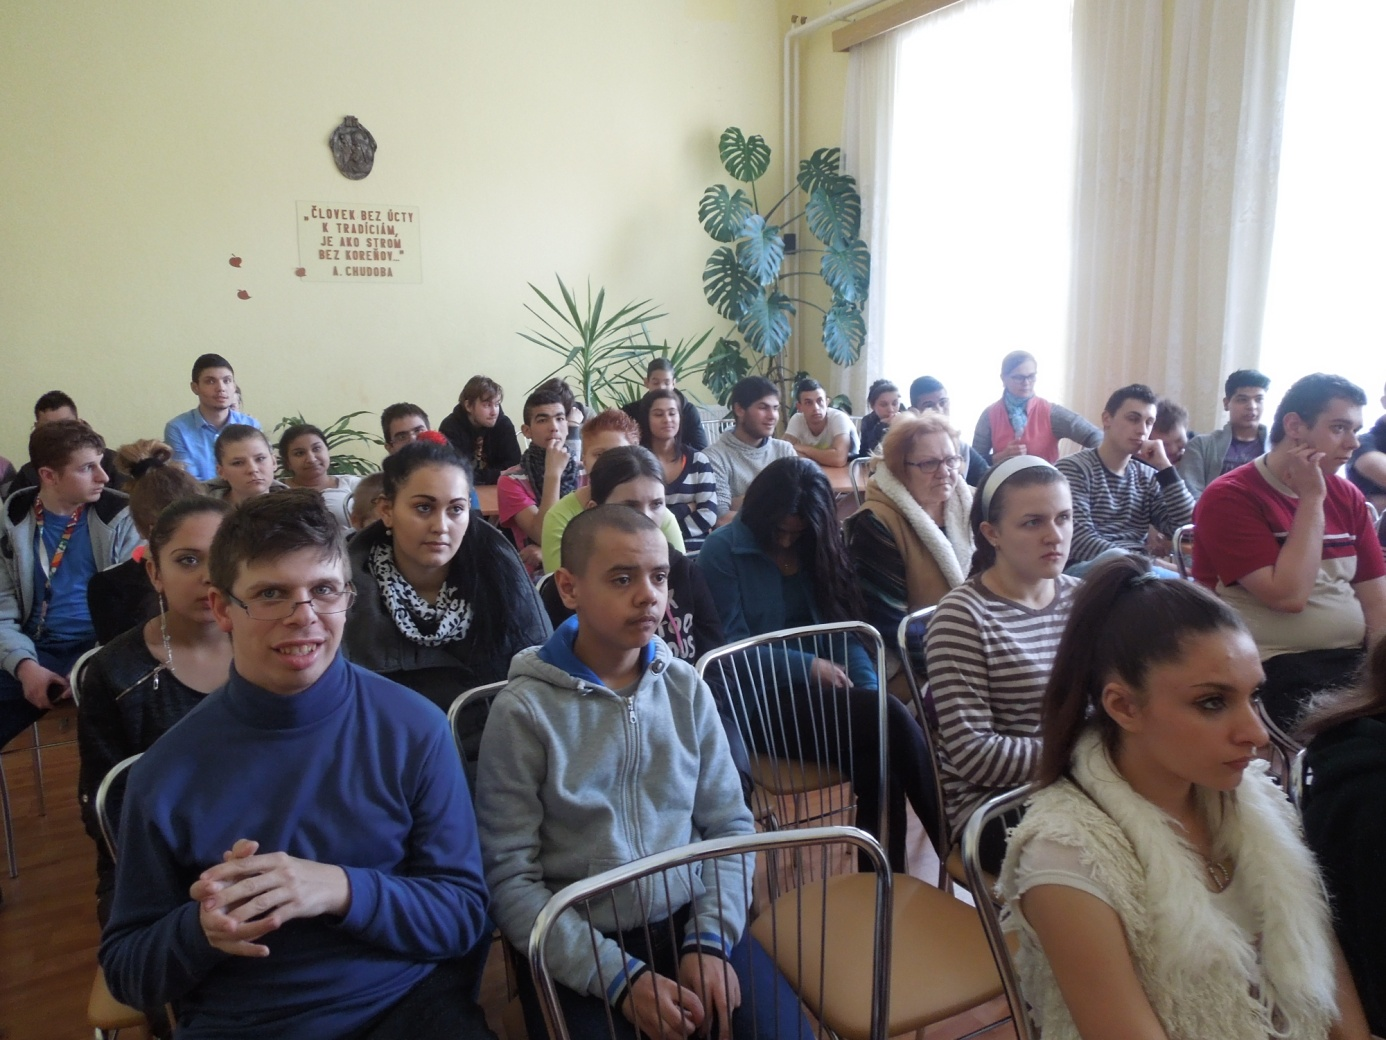 "ČLOVEK BEZ ÚCTY
K TRADÍCIÁM,
JE AKO STROM
BEZ KOREŇOV..."
A. CHUDOBA